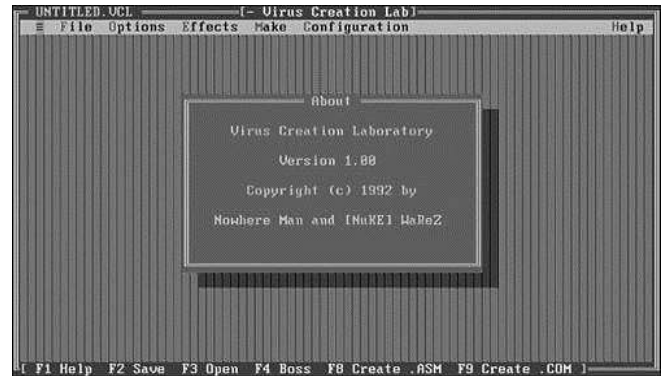 UNTITLED.VCL [- Virus Creation Lab]
≡ File Options Effects Make Configuration Help
About
Virus Creation Laboratory
Version 1.00
Copyright (c) 1992 by
Nowhere Man and [NuKE] WaReZ
[ F1 Help F2 Save F3 Open F4 Boss F8 Create .ASM F9 Create .COM ]